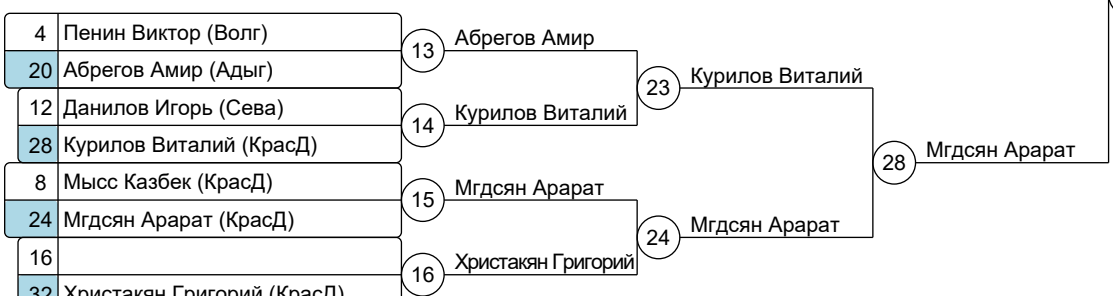 4 Пенин Виктор (Волг)
20 Абрегов Амир (Адыг)
12 Данилов Игорь (Сева)
28 Курилов Виталий (КрасД)
8 Мысс Казбек (КрасД)
24 Мгдсян Арарат (КрасД)
16
32 Христакян Григорий (КрасД)
13 Абрегов Амир
14 Курилов Виталий
15 Мгдсян Арарат
16 Христакян Григорий
23 Курилов Виталий
24 Мгдсян Арарат
28 Мгдсян Арарат